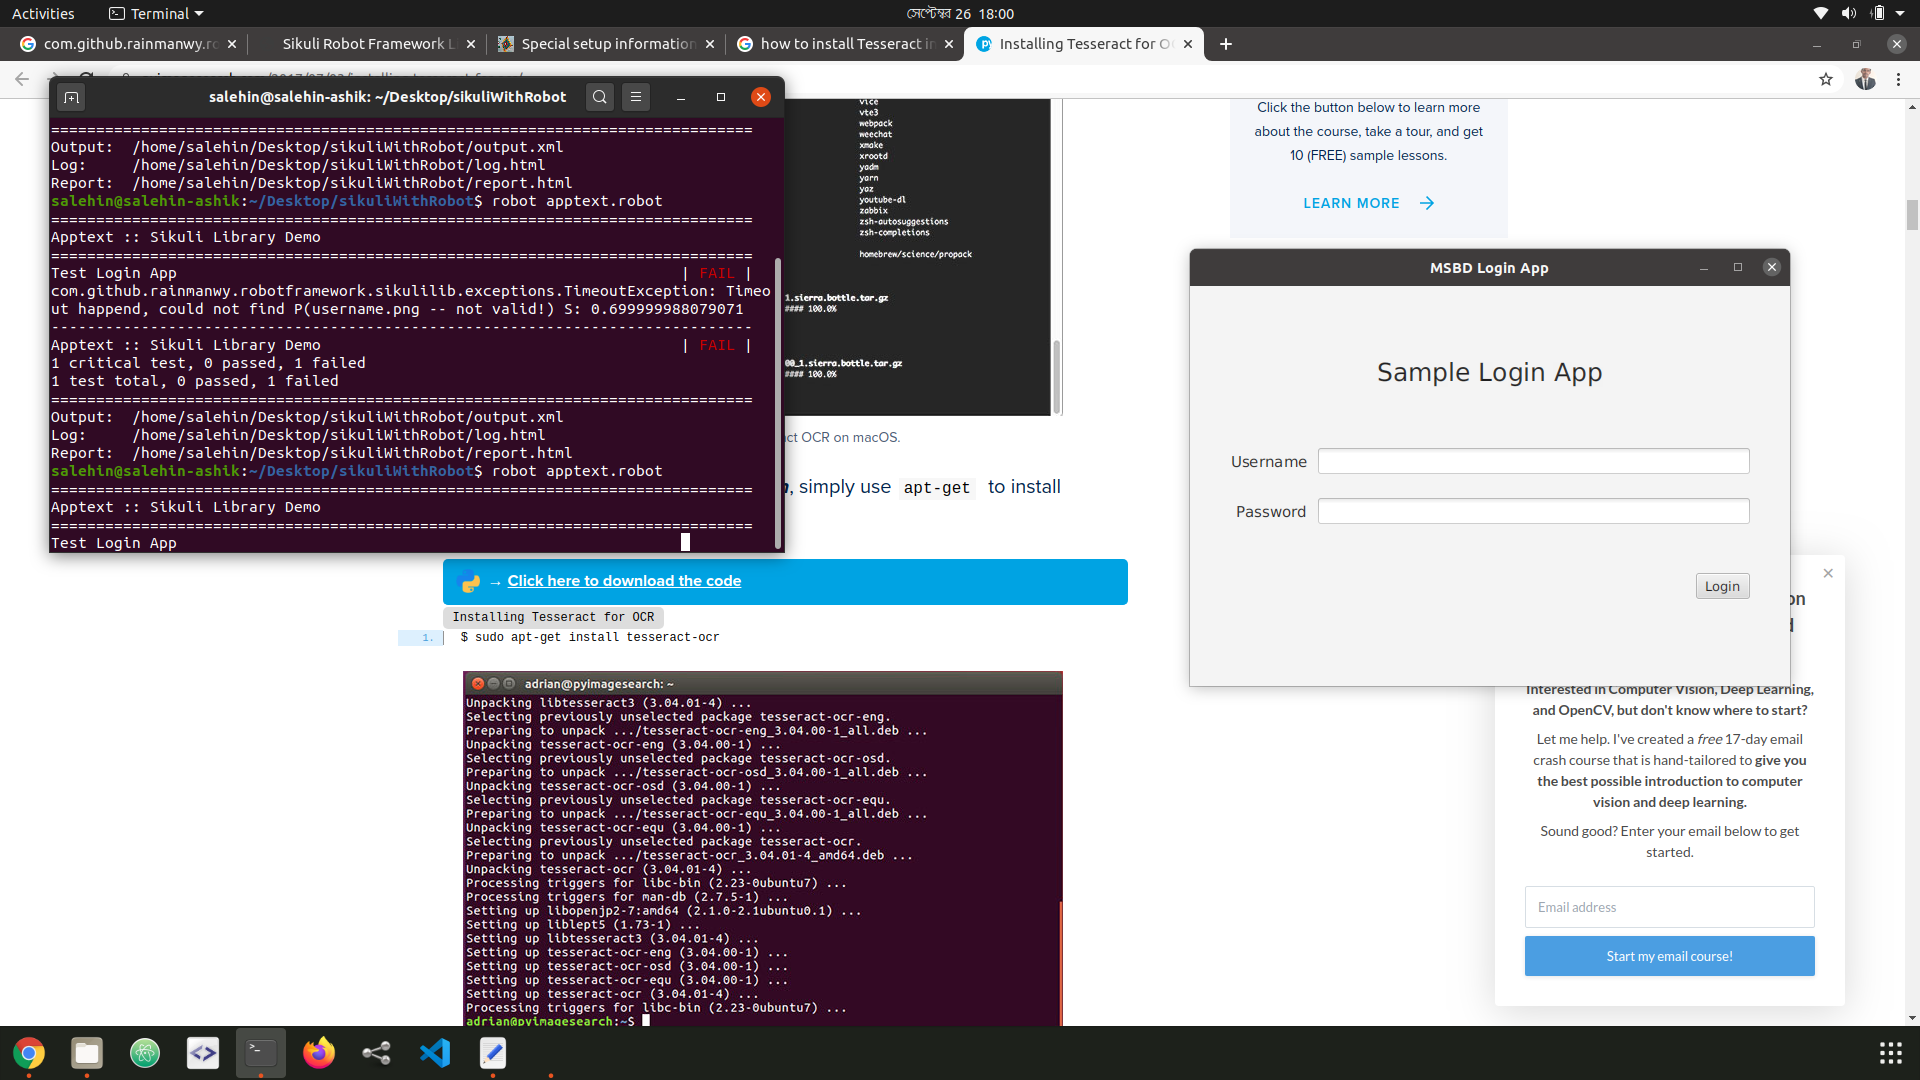 Activities
Terminal
সেপ্টেম্বর 26 18:00
com.github.rainmanwy.ro
Sikuli Robot Framework L
Special setup information
how to install Tesseract in
Installing Tesseract for OC
salehin@salehin-ashik: ~/Desktop/sikuliWithRobot
==============================================================================
Output:  /home/salehin/Desktop/sikuliWithRobot/output.xml
Log:     /home/salehin/Desktop/sikuliWithRobot/log.html
Report:  /home/salehin/Desktop/sikuliWithRobot/report.html
salehin@salehin-ashik:~/Desktop/sikuliWithRobot$ robot apptext.robot
==============================================================================
Apptext :: Sikuli Library Demo
==============================================================================
Test Login App | FAIL |
com.github.rainmanwy.robotframework.sikulilib.exceptions.TimeoutException: Timeo
ut happend, could not find P(username.png -- not valid!) S: 0.699999988079071
------------------------------------------------------------------------------
Apptext :: Sikuli Library Demo | FAIL |
1 critical test, 0 passed, 1 failed
1 test total, 0 passed, 1 failed
==============================================================================
Output:  /home/salehin/Desktop/sikuliWithRobot/output.xml
Log:     /home/salehin/Desktop/sikuliWithRobot/log.html
Report:  /home/salehin/Desktop/sikuliWithRobot/report.html
salehin@salehin-ashik:~/Desktop/sikuliWithRobot$ robot apptext.robot
==============================================================================
Apptext :: Sikuli Library Demo
==============================================================================
Test Login App
vice
vte3
webpack
weechat
xmake
xrootd
yadm
yarn
yaz
youtube-dl
zabbix
zsh-autosuggestions
zsh-completions
homebrew/science/propack
1.sierra.bottle.tar.gz
#### 100.0%
00_1.sierra.bottle.tar.gz
#### 100.0%
ct OCR on macOS.
, simply use apt-get to install
→ Click here to download the code
Installing Tesseract for OCR
1. $ sudo apt-get install tesseract-ocr
adrian@pyimagesearch: ~
Unpacking libtesseract3 (3.04.01-4) ...
Selecting previously unselected package tesseract-ocr-eng.
Preparing to unpack .../tesseract-ocr-eng_3.04.00-1_all.deb ...
Unpacking tesseract-ocr-eng (3.04.00-1) ...
Selecting previously unselected package tesseract-ocr-osd.
Preparing to unpack .../tesseract-ocr-osd_3.04.00-1_all.deb ...
Unpacking tesseract-ocr-osd (3.04.00-1) ...
Selecting previously unselected package tesseract-ocr-equ.
Preparing to unpack .../tesseract-ocr-equ_3.04.00-1_all.deb ...
Unpacking tesseract-ocr-equ (3.04.00-1) ...
Selecting previously unselected package tesseract-ocr.
Preparing to unpack .../tesseract-ocr_3.04.01-4_amd64.deb ...
Unpacking tesseract-ocr (3.04.01-4) ...
Processing triggers for libc-bin (2.23-0ubuntu7) ...
Processing triggers for man-db (2.7.5-1) ...
Setting up libopenjp2-7:amd64 (2.1.0-2.1ubuntu0.1) ...
Setting up liblept5 (1.73-1) ...
Setting up libtesseract3 (3.04.01-4) ...
Setting up tesseract-ocr-eng (3.04.00-1) ...
Setting up tesseract-ocr-osd (3.04.00-1) ...
Setting up tesseract-ocr-equ (3.04.00-1) ...
Setting up tesseract-ocr (3.04.01-4) ...
Processing triggers for libc-bin (2.23-0ubuntu7) ...
adrian@pyimagesearch:~$
Click the button below to learn more
about the course, take a tour, and get
10 (FREE) sample lessons.
LEARN MORE
MSBD Login App
Sample Login App
Username
Password
Login
on
d
Interested in Computer Vision, Deep Learning,
and OpenCV, but don't know where to start?
Let me help. I've created a free 17-day email
crash course that is hand-tailored to give you
the best possible introduction to computer
vision and deep learning.
Sound good? Enter your email below to get
started.
Email address
Start my email course!